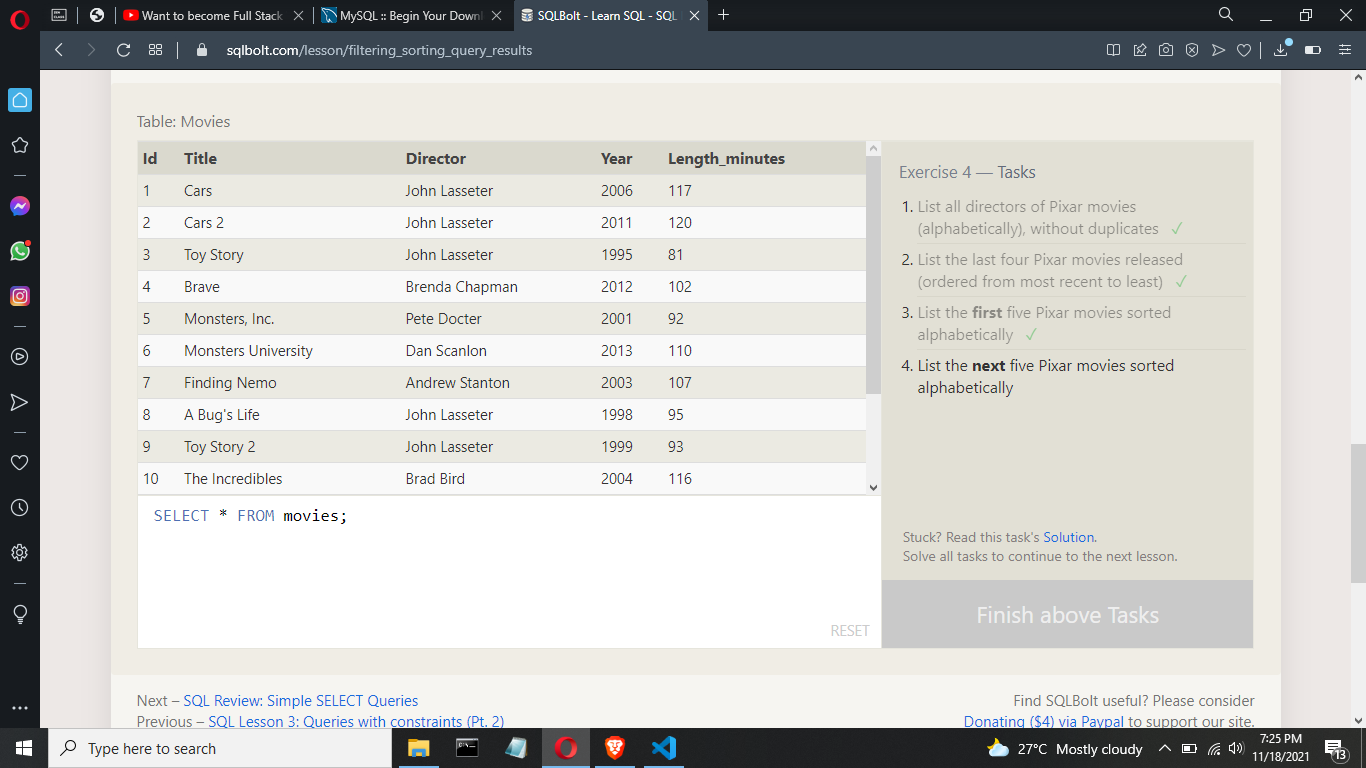 Want to become Full Stack
MySQL :: Begin Your Downl
SQLBolt - Learn SQL - SQL
sqlbolt.com/lesson/filtering_sorting_query_results
Table: Movies
Id Title Director Year Length_minutes
1 Cars John Lasseter 2006 117
2 Cars 2 John Lasseter 2011 120
3 Toy Story John Lasseter 1995 81
4 Brave Brenda Chapman 2012 102
5 Monsters, Inc. Pete Docter 2001 92
6 Monsters University Dan Scanlon 2013 110
7 Finding Nemo Andrew Stanton 2003 107
8 A Bug's Life John Lasseter 1998 95
9 Toy Story 2 John Lasseter 1999 93
10 The Incredibles Brad Bird 2004 116
SELECT * FROM movies;
RESET
Exercise 4 — Tasks
1. List all directors of Pixar movies
(alphabetically), without duplicates ✓
2. List the last four Pixar movies released
(ordered from most recent to least) ✓
3. List the first five Pixar movies sorted
alphabetically ✓
4. List the next five Pixar movies sorted
alphabetically
Stuck? Read this task's Solution.
Solve all tasks to continue to the next lesson.
Finish above Tasks
Next – SQL Review: Simple SELECT Queries
Previous – SQL Lesson 3: Queries with constraints (Pt. 2)
Find SQLBolt useful? Please consider
Donating ($4) via Paypal to support our site.
Type here to search
27°C Mostly cloudy
7:25 PM
11/18/2021
13